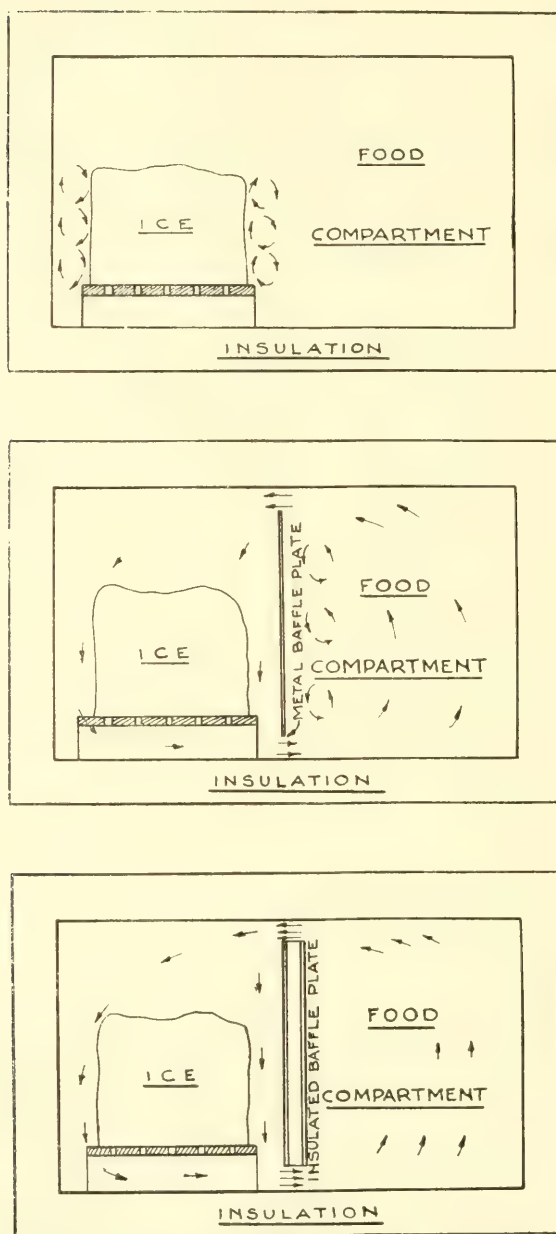 FOOD
ICE
COMPARTMENT
INSULATION
METAL BAFFLE PLATE
FOOD
ICE
COMPARTMENT
INSULATION
INSULATED BAFFLE PLATE
FOOD
ICE
COMPARTMENT
INSULATION